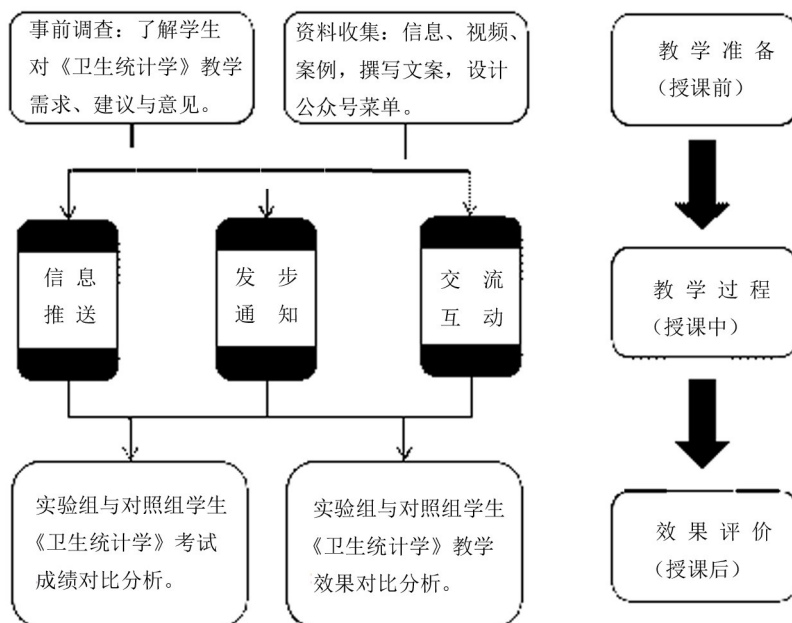 事前调查：了解学生
对《卫生统计学》教学
需求、建议与意见。
资料收集：信息、视频、
案例，撰写文案，设计
公众号菜单。
教 学 准 备
（授课前）
信 息
推 送
发 步
通 知
交 流
互 动
教 学 过 程
（授课中）
实验组与对照组学生
《卫生统计学》考试
成绩对比分析。
实验组与对照组学生
《卫生统计学》教学
效果对比分析。
效 果 评 价
（授课后）